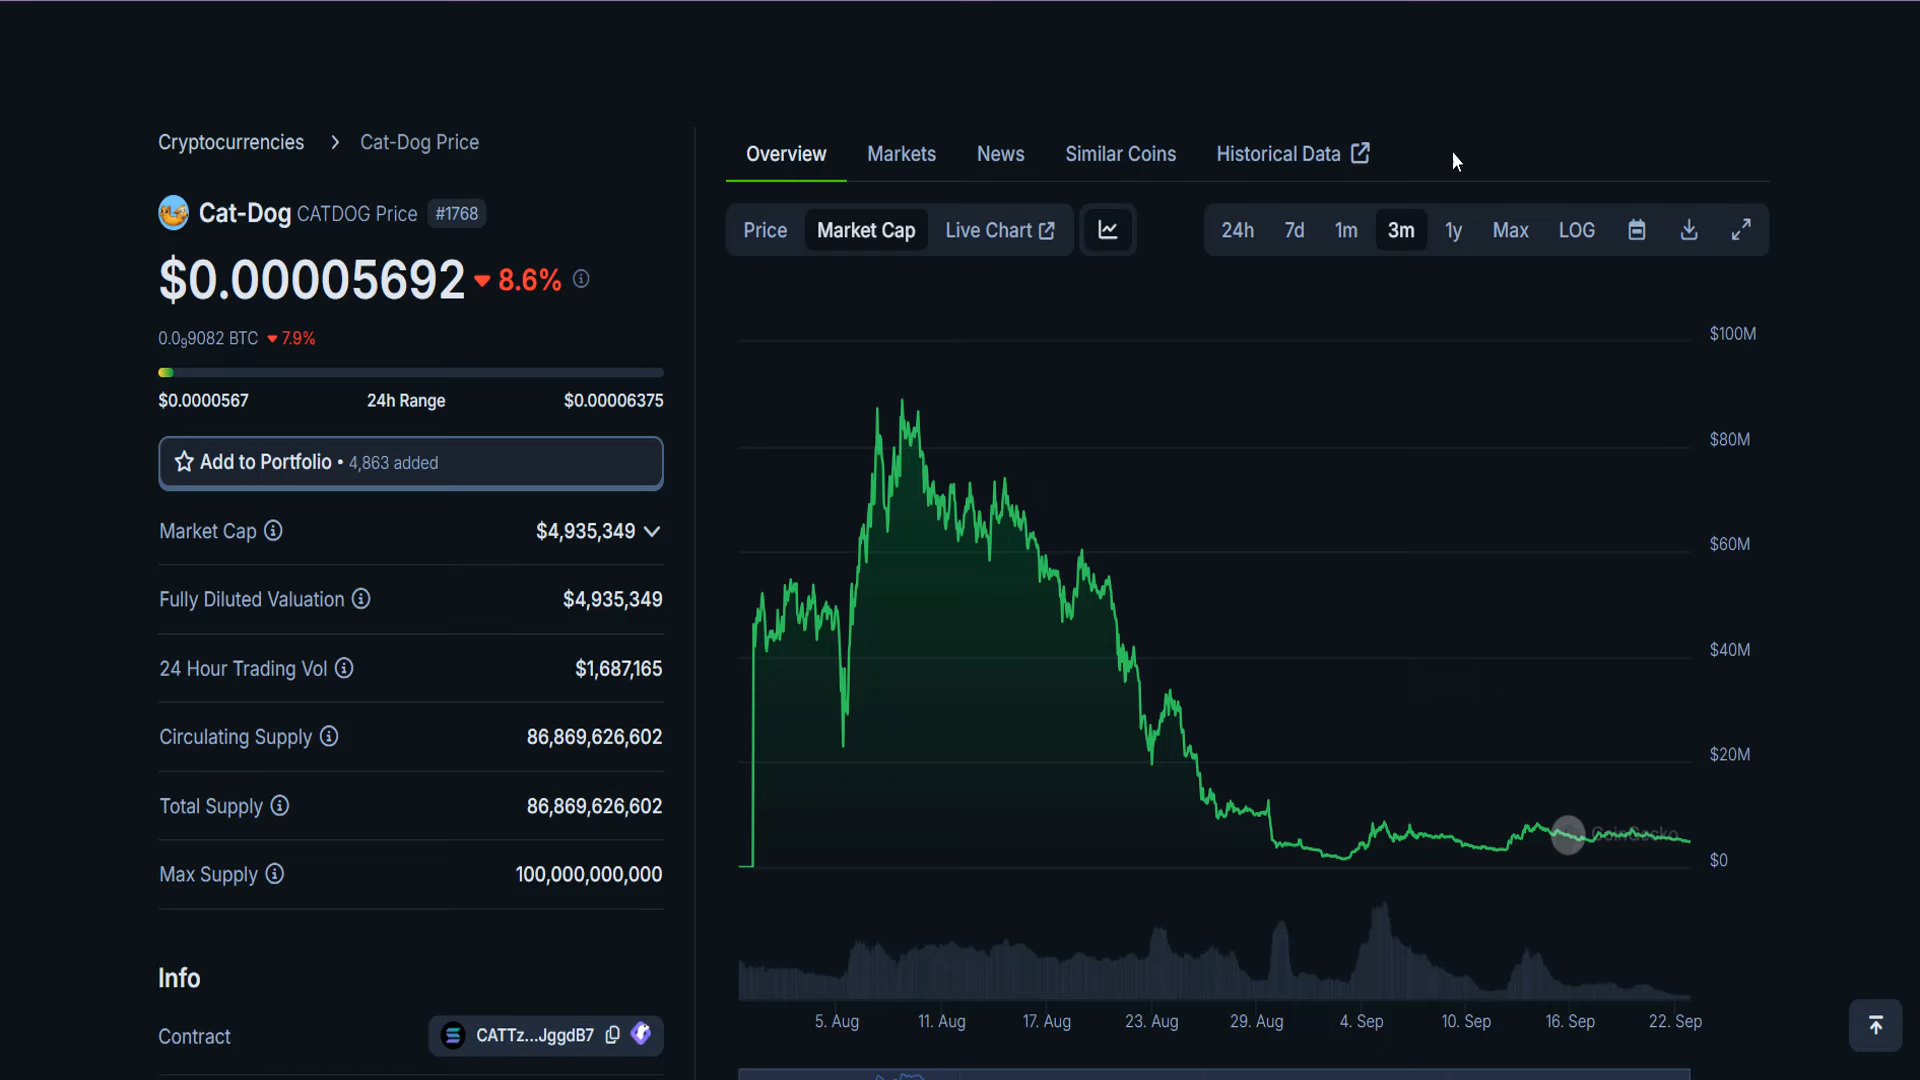 Cryptocurrencies > Cat-Dog Price
Cat-Dog CATDOG Price #1768
$0.00005692 8.6%
0.0₉9082 BTC 7.9%
$0.0000567 24h Range $0.00006375
Add to Portfolio • 4,863 added
Market Cap $4,935,349
Fully Diluted Valuation $4,935,349
24 Hour Trading Vol $1,687,165
Circulating Supply 86,869,626,602
Total Supply 86,869,626,602
Max Supply 100,000,000,000
Info
Contract CATTz...JggdB7
Overview Markets News Similar Coins Historical Data
Price Market Cap Live Chart 24h 7d 1m 3m 1y Max LOG
$100M
$80M
$60M
$40M
$20M
$0
CoinGecko
5. Aug 11. Aug 17. Aug 23. Aug 29. Aug 4. Sep 10. Sep 16. Sep 22. Sep